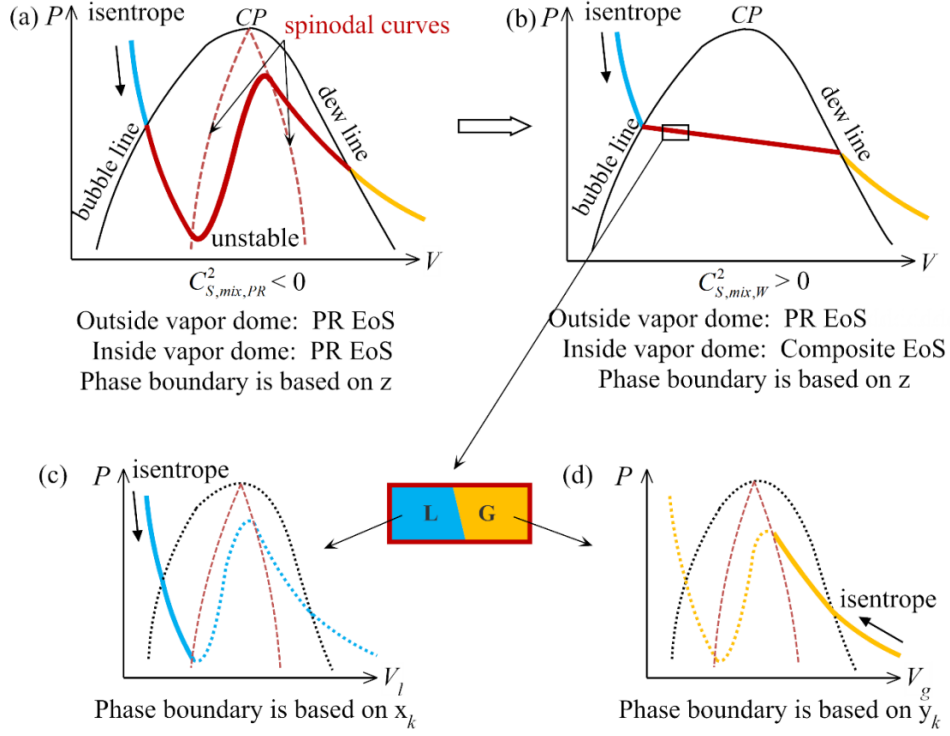 (a)
P
isentrope
CP
spinodal curves
bubble line
dew line
unstable
V
C²S,mix,PR < 0
Outside vapor dome: PR EoS
Inside vapor dome: PR EoS
Phase boundary is based on z
(b)
P
isentrope
CP
bubble line
dew line
V
C²S,mix,W > 0
Outside vapor dome: PR EoS
Inside vapor dome: Composite EoS
Phase boundary is based on z
(c)
P
isentrope
Vl
Phase boundary is based on xk
L
G
(d)
P
isentrope
Vg
Phase boundary is based on yk